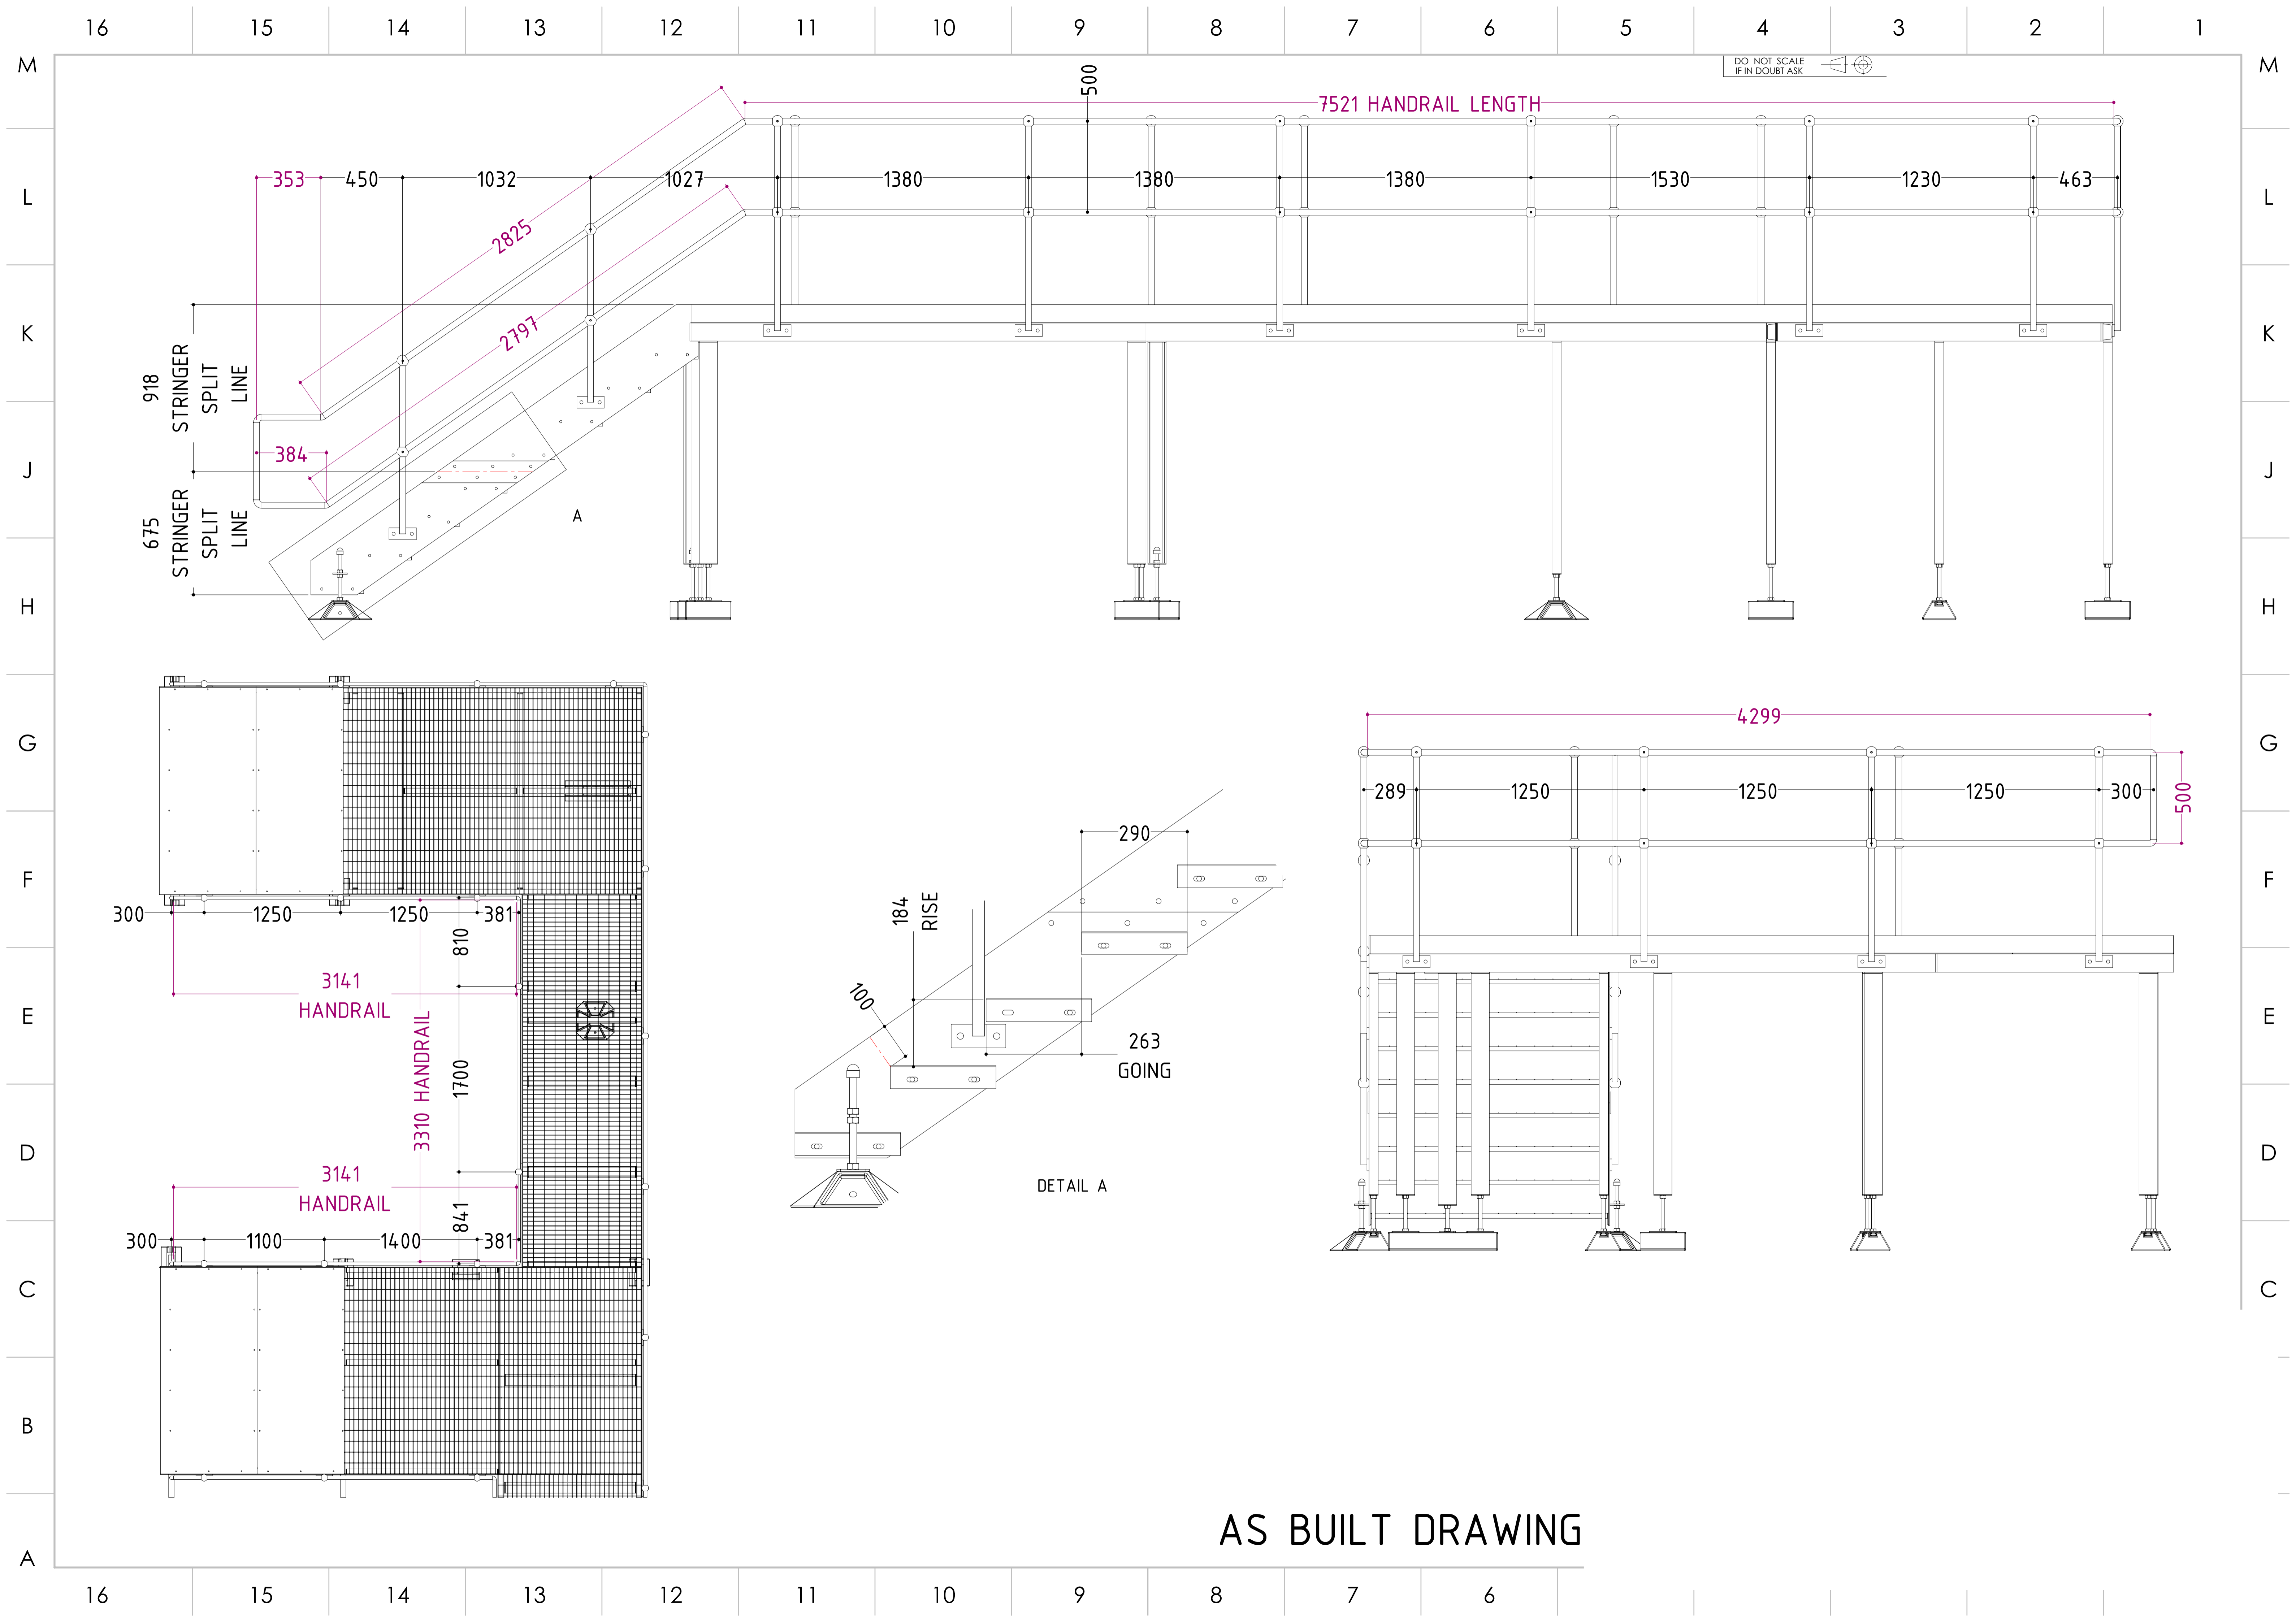 16 15 14 13 12 11 10 9 8 7 6 5 4 3 2 1
M M
DO NOT SCALE
IF IN DOUBT ASK
500
7521 HANDRAIL LENGTH
353 450 1032 1027 1380 1380 1380 1530 1230 463
L L
2825
2797
K K
918
STRINGER
SPLIT
LINE
384
J J
675
STRINGER
SPLIT
LINE
A
H H
G G
4299
289 1250 1250 1250 300
500
F F
290
184
RISE
300 1250 1250 381
810
3141
HANDRAIL
100
E E
263
GOING
3310 HANDRAIL
1700
D D
3141
HANDRAIL
DETAIL A
841
300 1100 1400 381
C C
B B
AS BUILT DRAWING
A
16 15 14 13 12 11 10 9 8 7 6